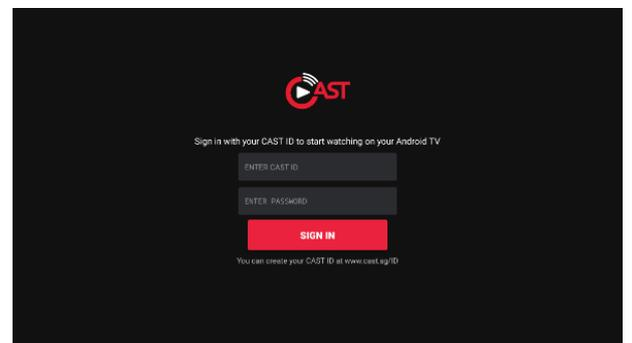 CAST
Sign in with your CAST ID to start watching on your Android TV
ENTER CAST ID
ENTER PASSWORD
SIGN IN
You can create your CAST ID at www.cast.sg/ID